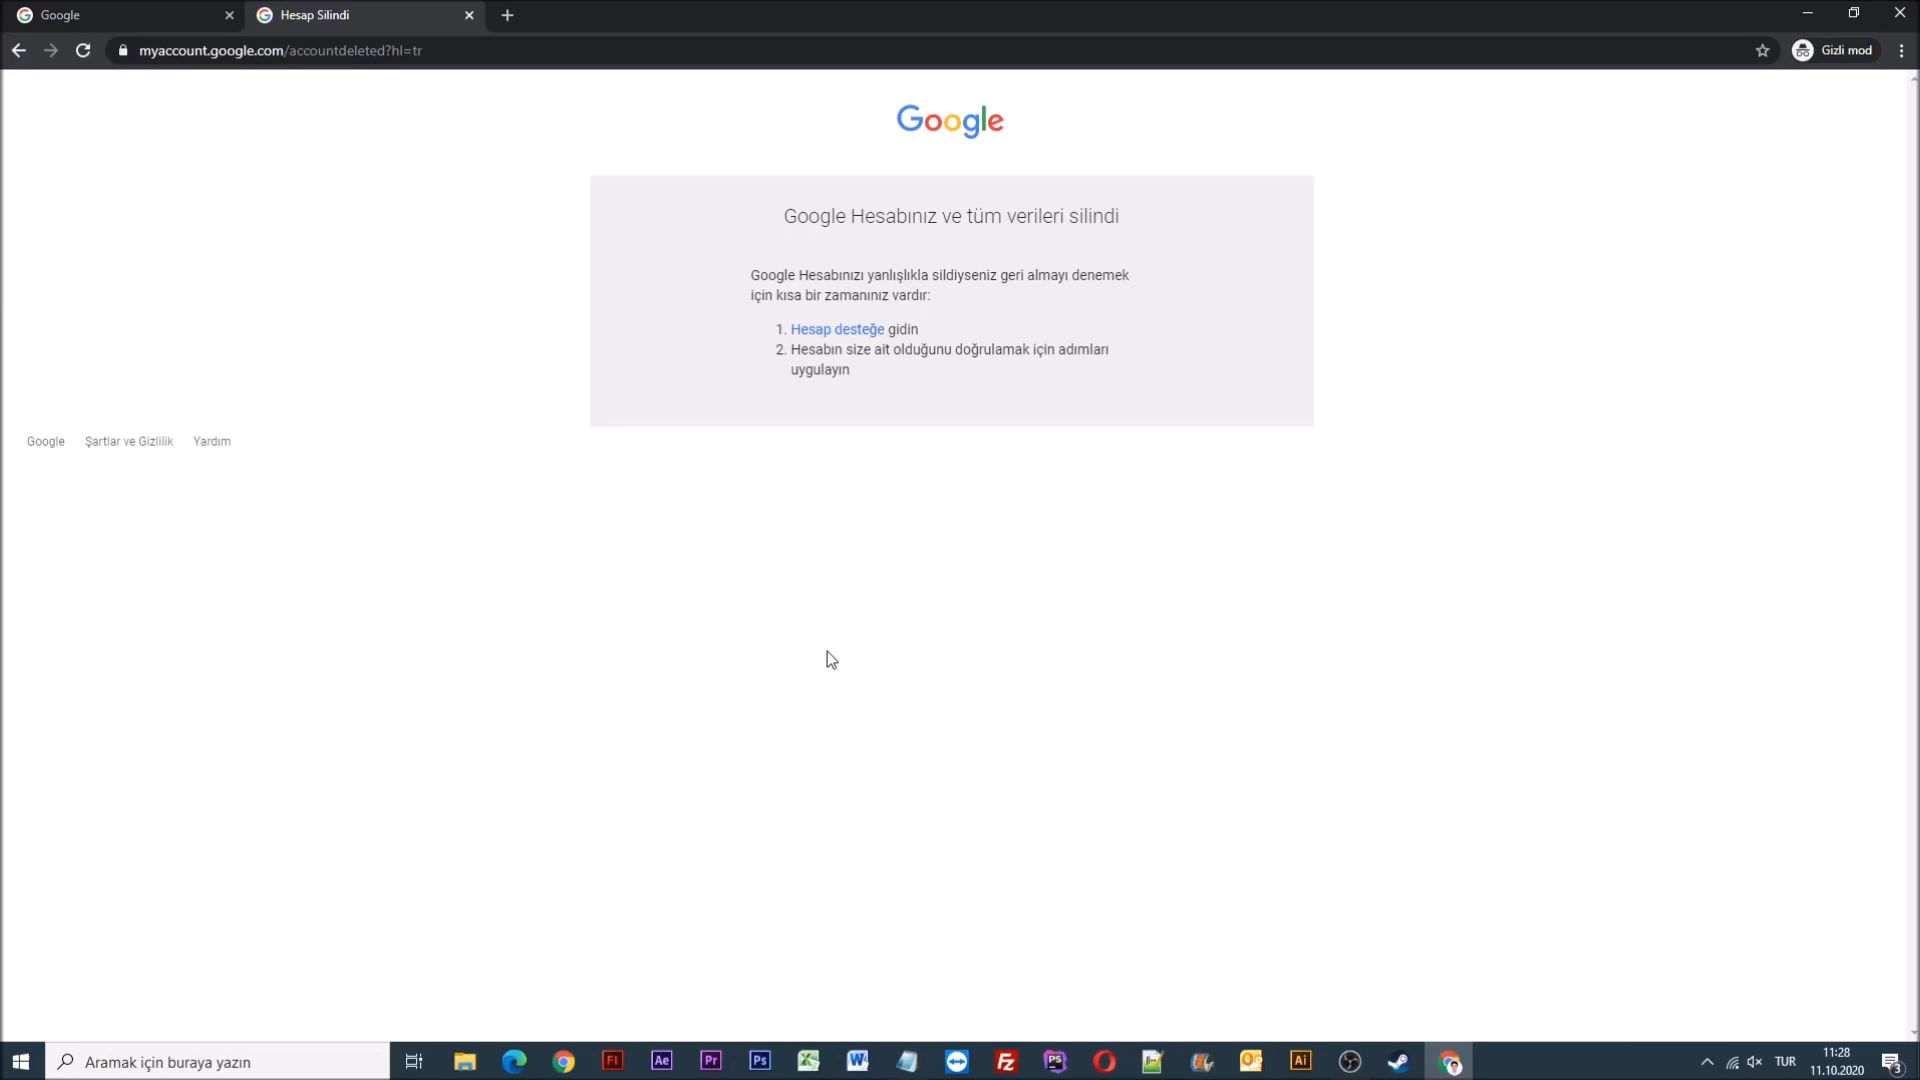 Google
Hesap Silindi
myaccount.google.com/accountdeleted?hl=tr
Gizli mod
Google
Google Hesabınız ve tüm verileri silindi
Google Hesabınızı yanlışlıkla sildiyseniz geri almayı denemek
için kısa bir zamanınız vardır:
1. Hesap desteğe gidin
2. Hesabın size ait olduğunu doğrulamak için adımları
uygulayın
Google Şartlar ve Gizlilik Yardım
Aramak için buraya yazın
Fl
Ae
Pr
Ps
FZ
PS
Ai
TUR
11:28
11.10.2020
3